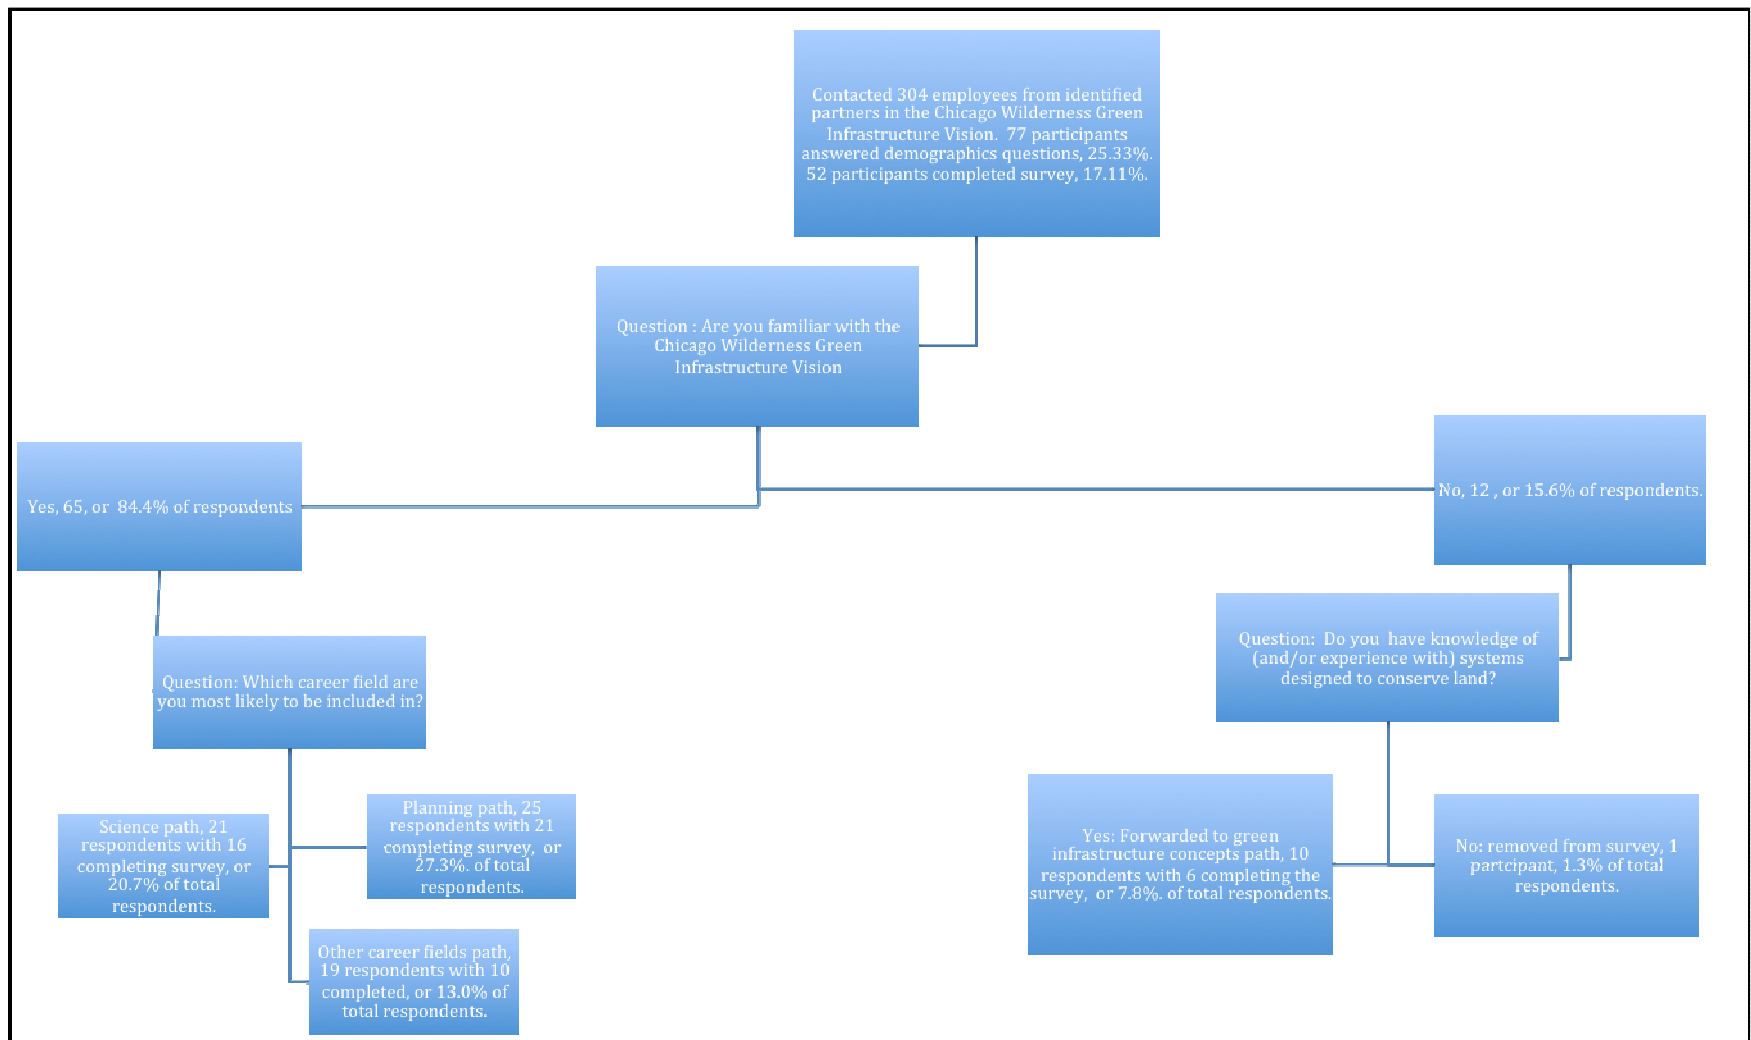 Contacted 304 employees from identified
partners in the Chicago Wilderness Green
Infrastructure Vision.  77 participants
answered demographics questions, 25.33%.
52 participants completed survey, 17.11%.
Question : Are you familiar with the
Chicago Wilderness Green
Infrastructure Vision
Yes, 65, or  84.4% of respondents
No, 12 , or 15.6% of respondents.
Question: Which career field are
you most likely to be included in?
Question:  Do you  have knowledge of
(and/or experience with) systems
designed to conserve land?
Science path, 21
respondents with 16
completing survey, or
20.7% of total
respondents.
Planning path, 25
respondents with 21
completing survey,  or
27.3%. of total
respondents.
Other career fields path,
19 respondents with 10
completed, or 13.0% of
total respondents.
Yes: Forwarded to green
infrastructure concepts path, 10
respondents with 6 completing the
survey,  or 7.8%. of total respondents.
No: removed from survey, 1
partcipant, 1.3% of total
respondents.